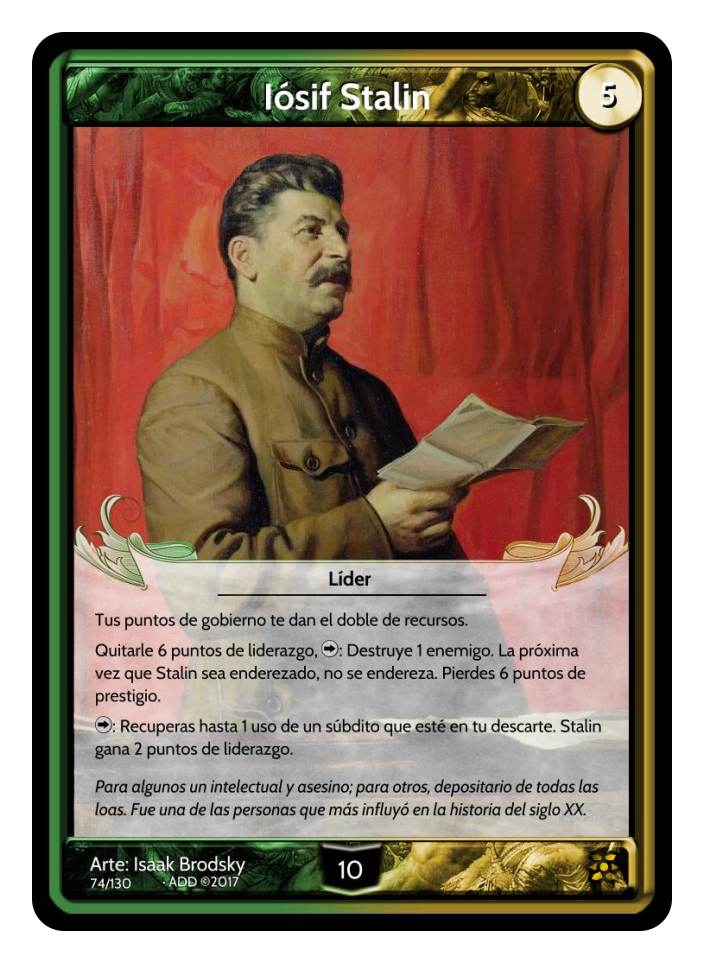 Iósif Stalin
5
Líder
Tus puntos de gobierno te dan el doble de recursos.
Quitarle 6 puntos de liderazgo, ➡: Destruye 1 enemigo. La próxima
vez que Stalin sea enderezado, no se endereza. Pierdes 6 puntos de
prestigio.
➡: Recuperas hasta 1 uso de un súbdito que esté en tu descarte. Stalin
gana 2 puntos de liderazgo.
Para algunos un intelectual y asesino; para otros, depositario de todas las
loas. Fue una de las personas que más influyó en la historia del siglo XX.
Arte: Isaak Brodsky
74/130 · ADD ©2017
10